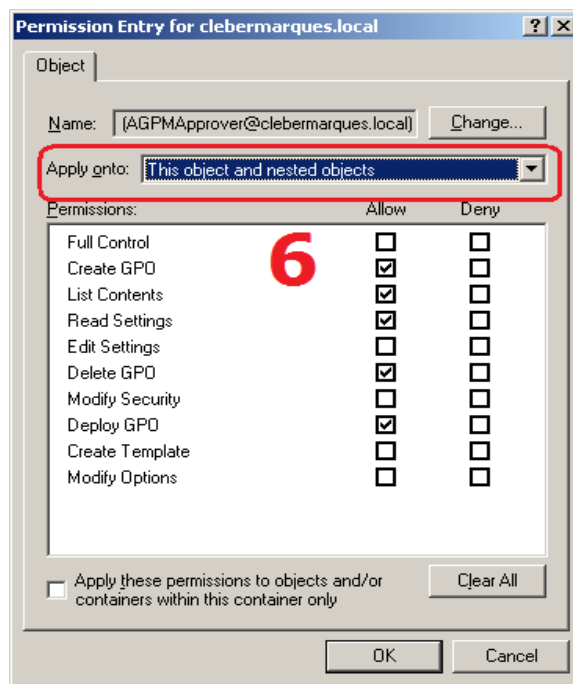 Permission Entry for clebermarques.local
Object
Name: (AGPMApprover@clebermarques.local) Change...
Apply onto: This object and nested objects
Permissions: Allow Deny
Full Control
Create GPO
List Contents
Read Settings
Edit Settings
Delete GPO
Modify Security
Deploy GPO
Create Template
Modify Options
6
Apply these permissions to objects and/or
containers within this container only
Clear All
OK Cancel